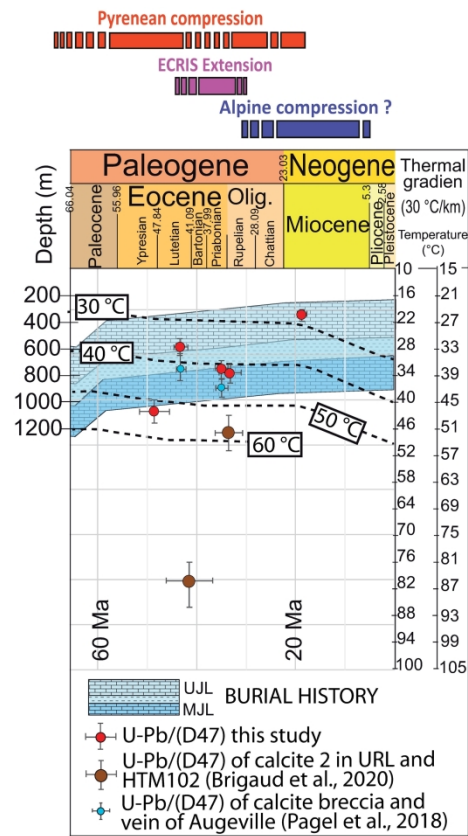 Pyrenean compression
ECRIS Extension
Alpine compression ?
Paleogene
23.03
Neogene
Thermal
gradien
(30 °C/km)
Temperature
(°C)
Depth (m)
66.04
Paleocene
55.96
Eocene
Olig.
Ypresian
47.84
Lutetian
41.09
Bartonian
37.99
Priabonian
Rupelian
28.09
Chattian
Miocene
5.3
Pliocene
2.58
Pleistocene
10 15
200 16 21
400 22 27
600 28 33
800 34 39
1000 40 45
1200 46 51
52 57
58 63
64 69
70 75
76 81
82 87
88 93
94 99
100 105
30 °C
40 °C
50 °C
60 °C
60 Ma
20 Ma
UJL
MJL
BURIAL HISTORY
U-Pb/(D47) this study
U-Pb/(D47) of calcite 2 in URL and
HTM102 (Brigaud et al., 2020)
U-Pb/(D47) of calcite breccia and
vein of Augeville (Pagel et al., 2018)